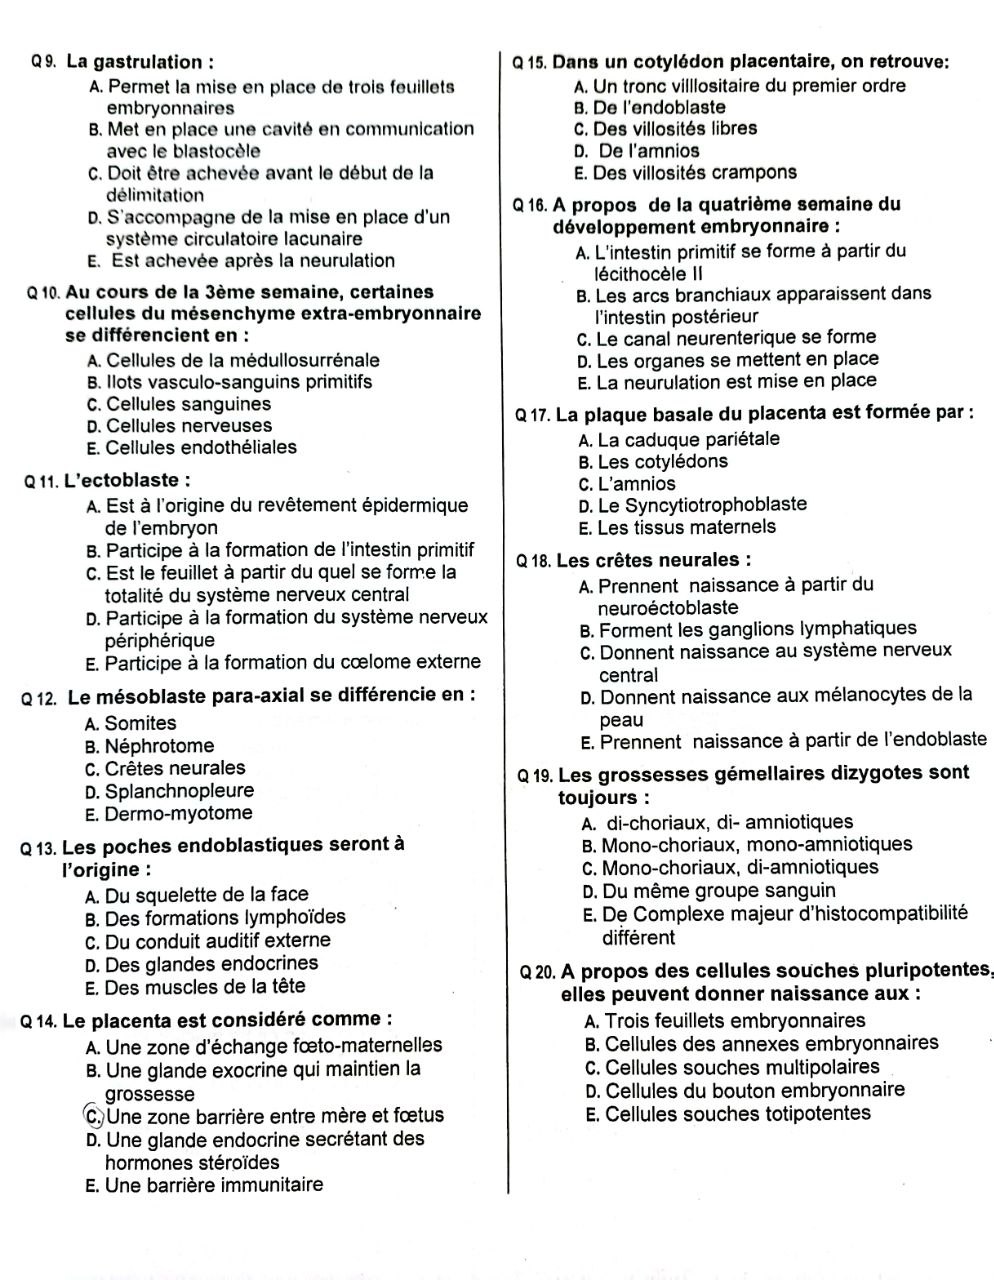 Q 9. La gastrulation :
A. Permet la mise en place de trois feuillets
embryonnaires
B. Met en place une cavité en communication
avec le blastocèle
C. Doit être achevée avant le début de la
délimitation
D. S'accompagne de la mise en place d'un
système circulatoire lacunaire
E. Est achevée après la neurulation
Q 10. Au cours de la 3ème semaine, certaines
cellules du mésenchyme extra-embryonnaire
se différencient en :
A. Cellules de la médullosurrénale
B. Ilots vasculo-sanguins primitifs
C. Cellules sanguines
D. Cellules nerveuses
E. Cellules endothéliales
Q 11. L'ectoblaste :
A. Est à l'origine du revêtement épidermique
de l'embryon
B. Participe à la formation de l'intestin primitif
C. Est le feuillet à partir du quel se forme la
totalité du système nerveux central
D. Participe à la formation du système nerveux
périphérique
E. Participe à la formation du cœlome externe
Q 12. Le mésoblaste para-axial se différencie en :
A. Somites
B. Néphrotome
C. Crêtes neurales
D. Splanchnopleure
E. Dermo-myotome
Q 13. Les poches endoblastiques seront à
l'origine :
A. Du squelette de la face
B. Des formations lymphoïdes
C. Du conduit auditif externe
D. Des glandes endocrines
E. Des muscles de la tête
Q 14. Le placenta est considéré comme :
A. Une zone d'échange fœto-maternelles
B. Une glande exocrine qui maintien la
grossesse
C. Une zone barrière entre mère et fœtus
D. Une glande endocrine secrétant des
hormones stéroïdes
E. Une barrière immunitaire
Q 15. Dans un cotylédon placentaire, on retrouve:
A. Un tronc villlositaire du premier ordre
B. De l'endoblaste
C. Des villosités libres
D. De l'amnios
E. Des villosités crampons
Q 16. A propos de la quatrième semaine du
développement embryonnaire :
A. L'intestin primitif se forme à partir du
lécithocèle II
B. Les arcs branchiaux apparaissent dans
l'intestin postérieur
C. Le canal neurenterique se forme
D. Les organes se mettent en place
E. La neurulation est mise en place
Q 17. La plaque basale du placenta est formée par :
A. La caduque pariétale
B. Les cotylédons
C. L'amnios
D. Le Syncytiotrophoblaste
E. Les tissus maternels
Q 18. Les crêtes neurales :
A. Prennent naissance à partir du
neuroéctoblaste
B. Forment les ganglions lymphatiques
C. Donnent naissance au système nerveux
central
D. Donnent naissance aux mélanocytes de la
peau
E. Prennent naissance à partir de l'endoblaste
Q 19. Les grossesses gémellaires dizygotes sont
toujours :
A. di-choriaux, di- amniotiques
B. Mono-choriaux, mono-amniotiques
C. Mono-choriaux, di-amniotiques
D. Du même groupe sanguin
E. De Complexe majeur d'histocompatibilité
différent
Q 20. A propos des cellules souches pluripotentes,
elles peuvent donner naissance aux :
A. Trois feuillets embryonnaires
B. Cellules des annexes embryonnaires
C. Cellules souches multipolaires
D. Cellules du bouton embryonnaire
E. Cellules souches totipotentes